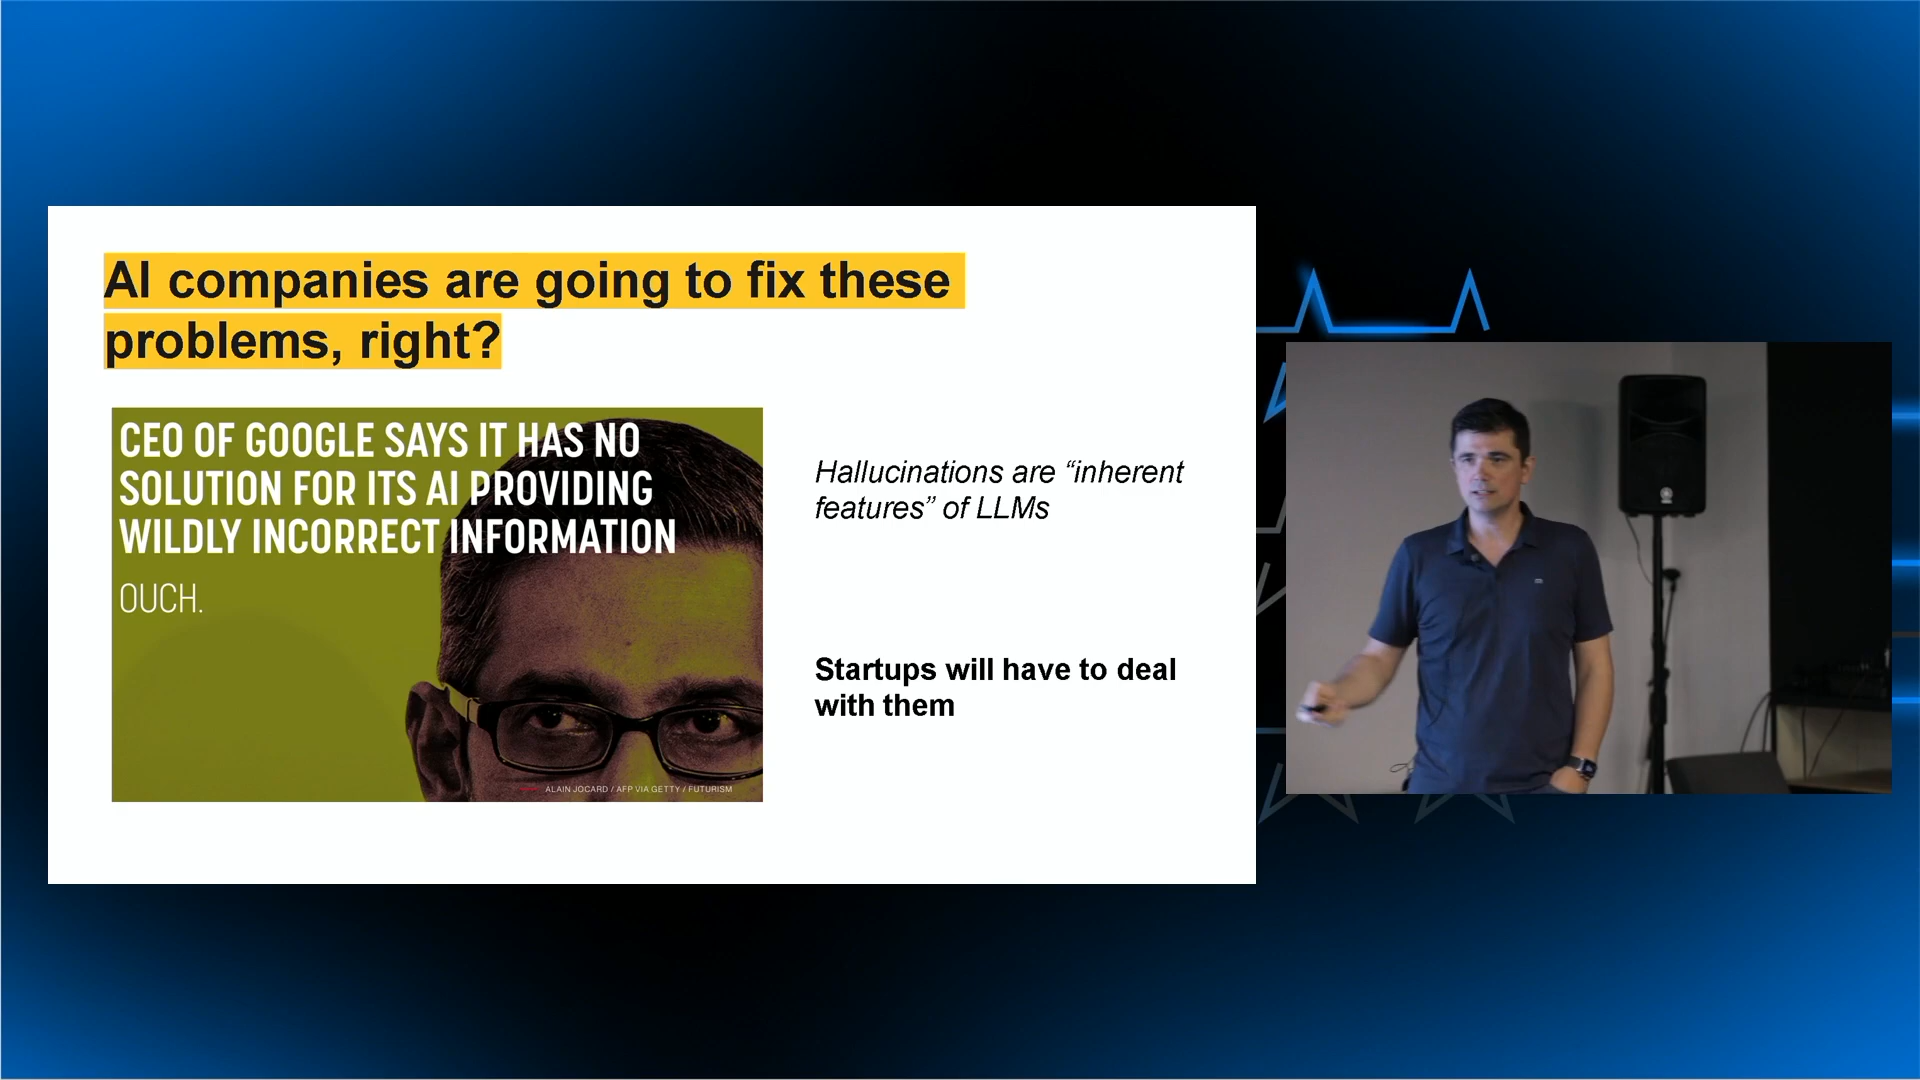 AI companies are going to fix these
problems, right?
CEO OF GOOGLE SAYS IT HAS NO
SOLUTION FOR ITS AI PROVIDING
WILDLY INCORRECT INFORMATION
OUCH.
ALAIN JOCARD / AFP VIA GETTY / FUTURISM
Hallucinations are “inherent
features” of LLMs
Startups will have to deal
with them